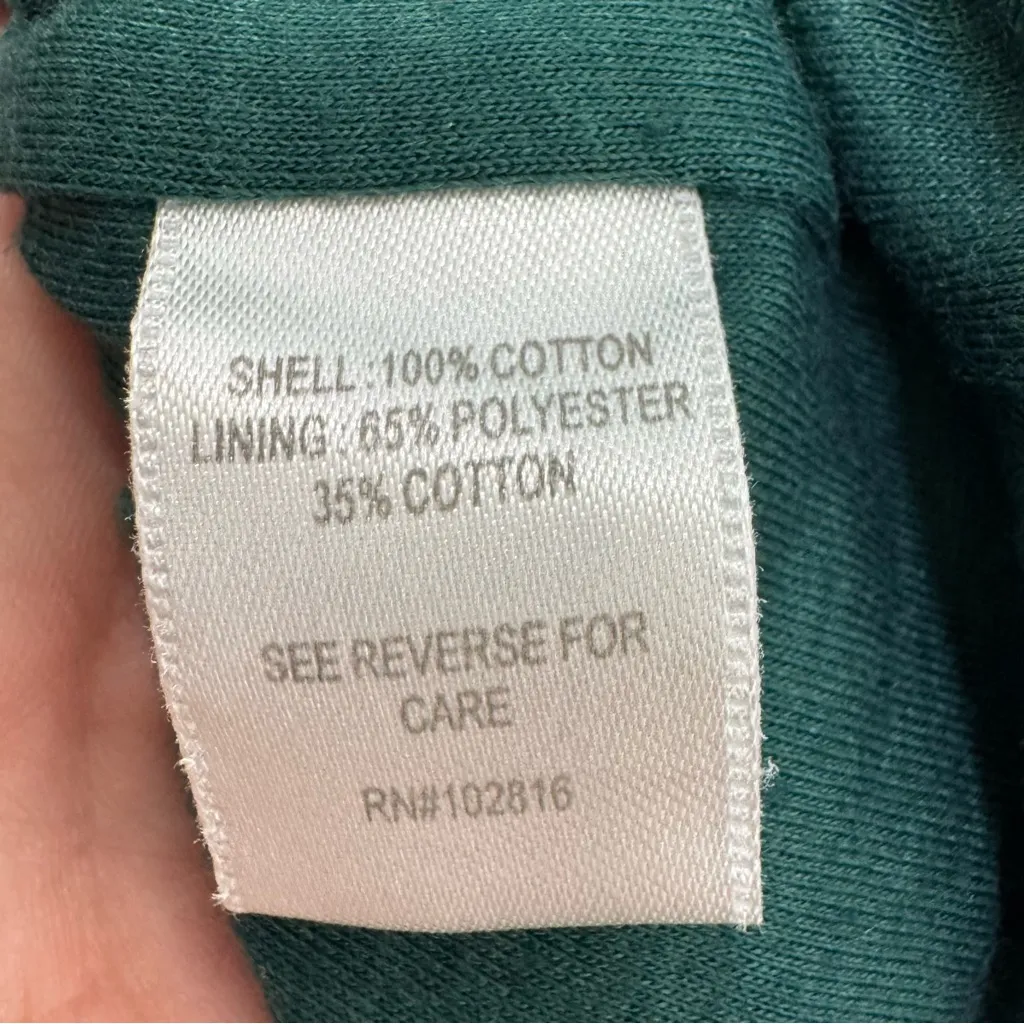 SHELL : 100% COTTON
LINING : 65% POLYESTER
35% COTTON
SEE REVERSE FOR
CARE
RN#102816